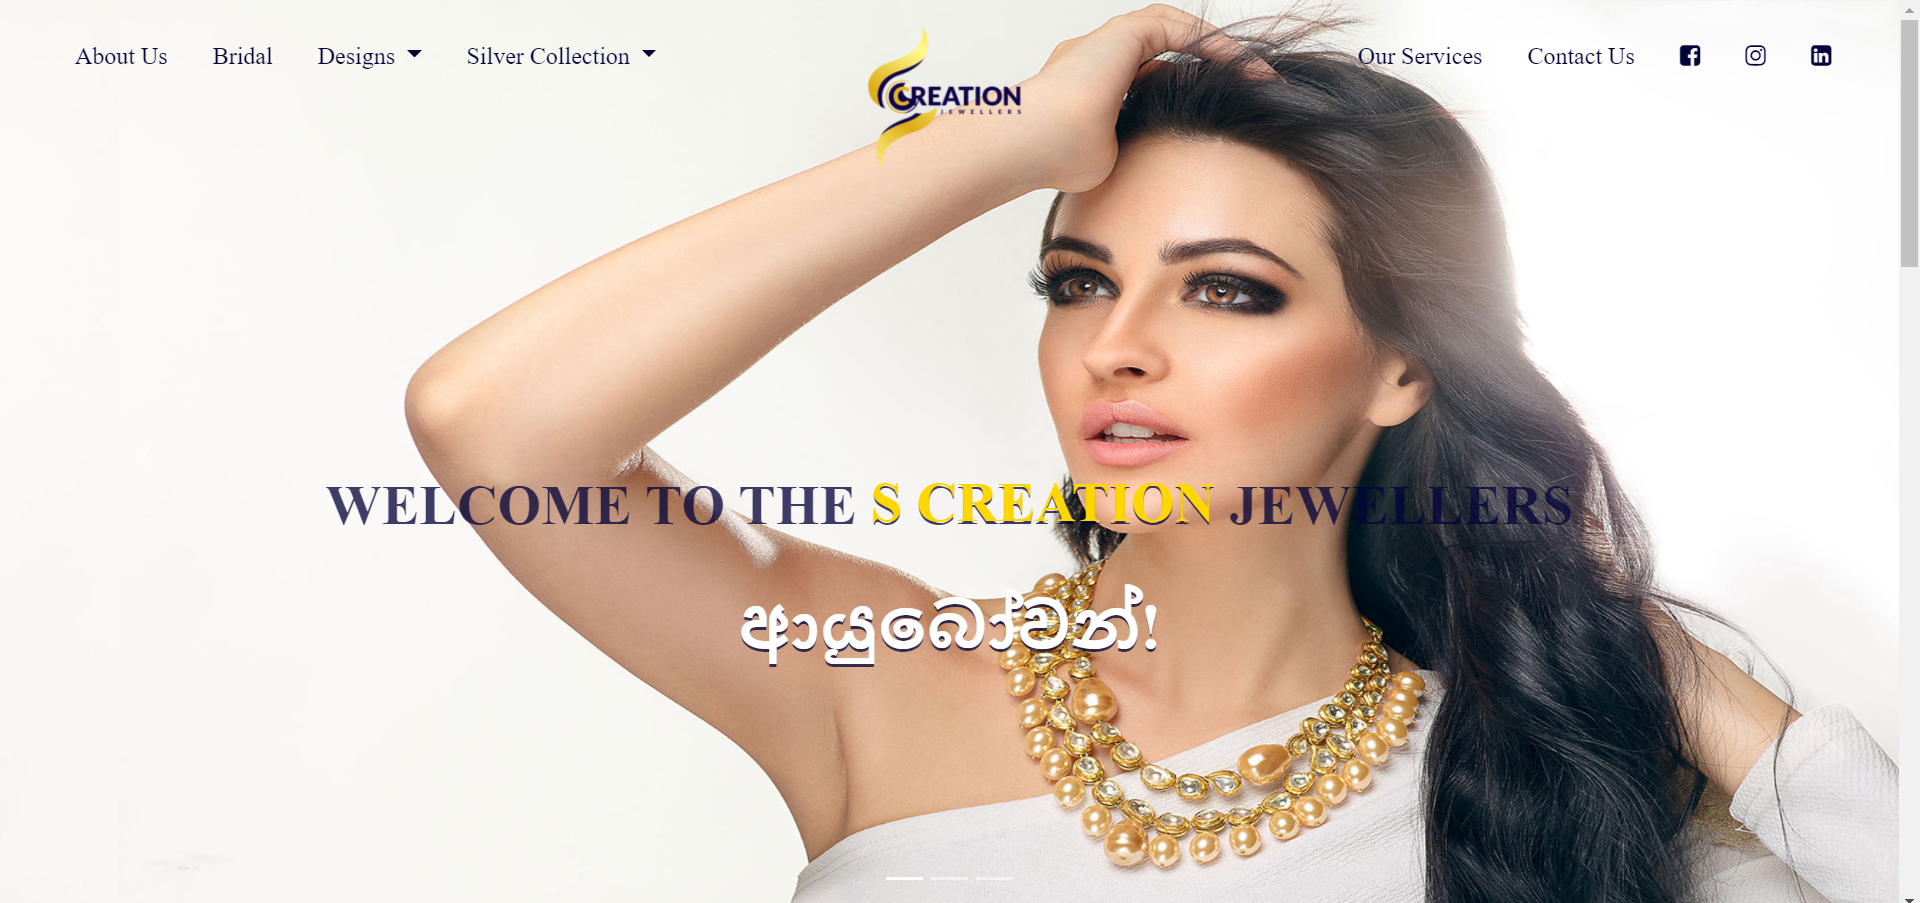 About Us
Bridal
Designs
Silver Collection
CREATION
JEWELLERS
Our Services
Contact Us
WELCOME TO THE S CREATION JEWELLERS
ආයුබෝවන්!